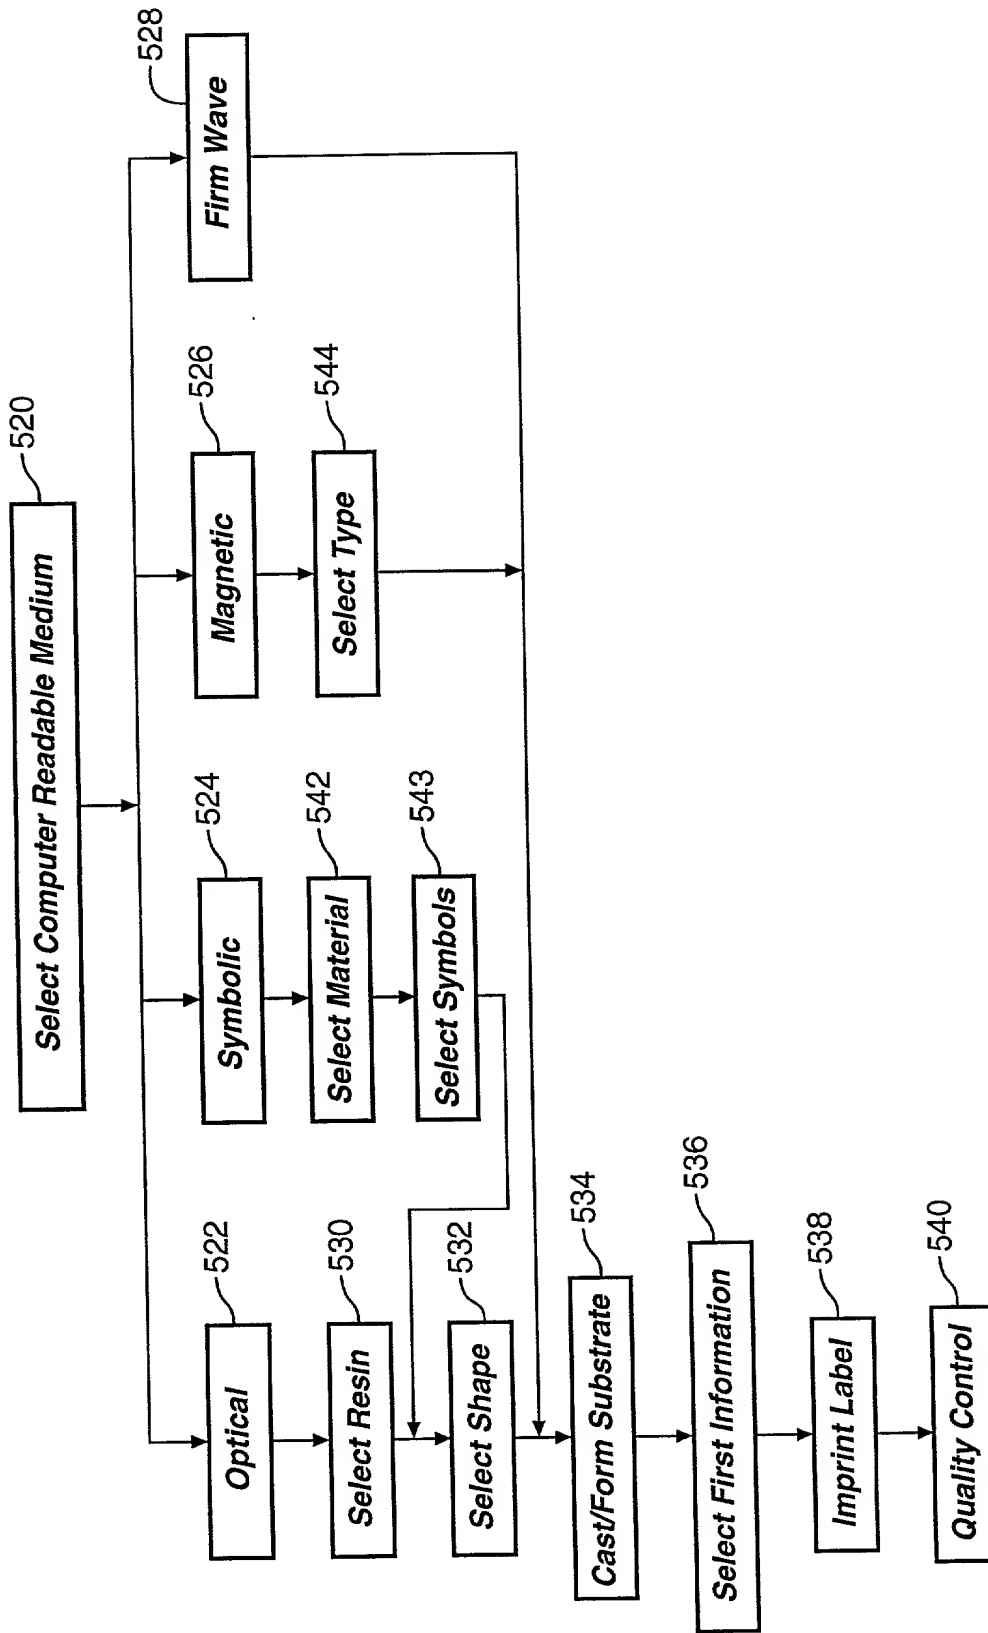 Select Computer Readable Medium
520
Optical
522
Symbolic
524
Magnetic
526
Firm Wave
528
Select Resin
530
Select Material
542
Select Type
544
Select Symbols
543
Select Shape
532
Cast/Form Substrate
534
Select First Information
536
Imprint Label
538
Quality Control
540